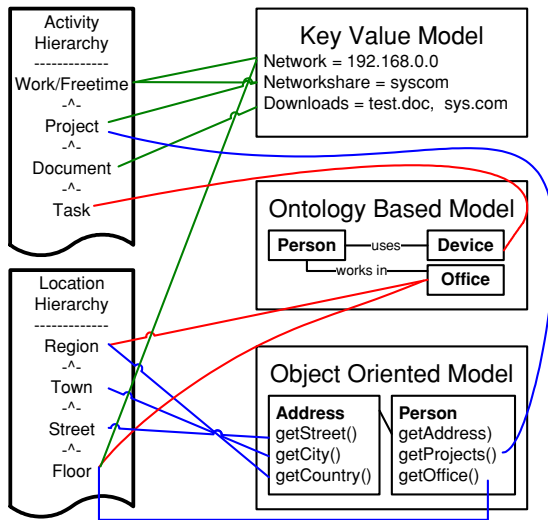 Activity
Hierarchy
-------------
Work/Freetime
-^-
Project
-^-
Document
-^-
Task
Location
Hierarchy
-------------
Region
-^-
Town
-^-
Street
-^-
Floor
Key Value Model
Network = 192.168.0.0
Networkshare = syscom
Downloads = test.doc, sys.com
Ontology Based Model
Person uses Device
works in
Office
Object Oriented Model
Address
getStreet()
getCity()
getCountry()
Person
getAddress)
getProjects()
getOffice()